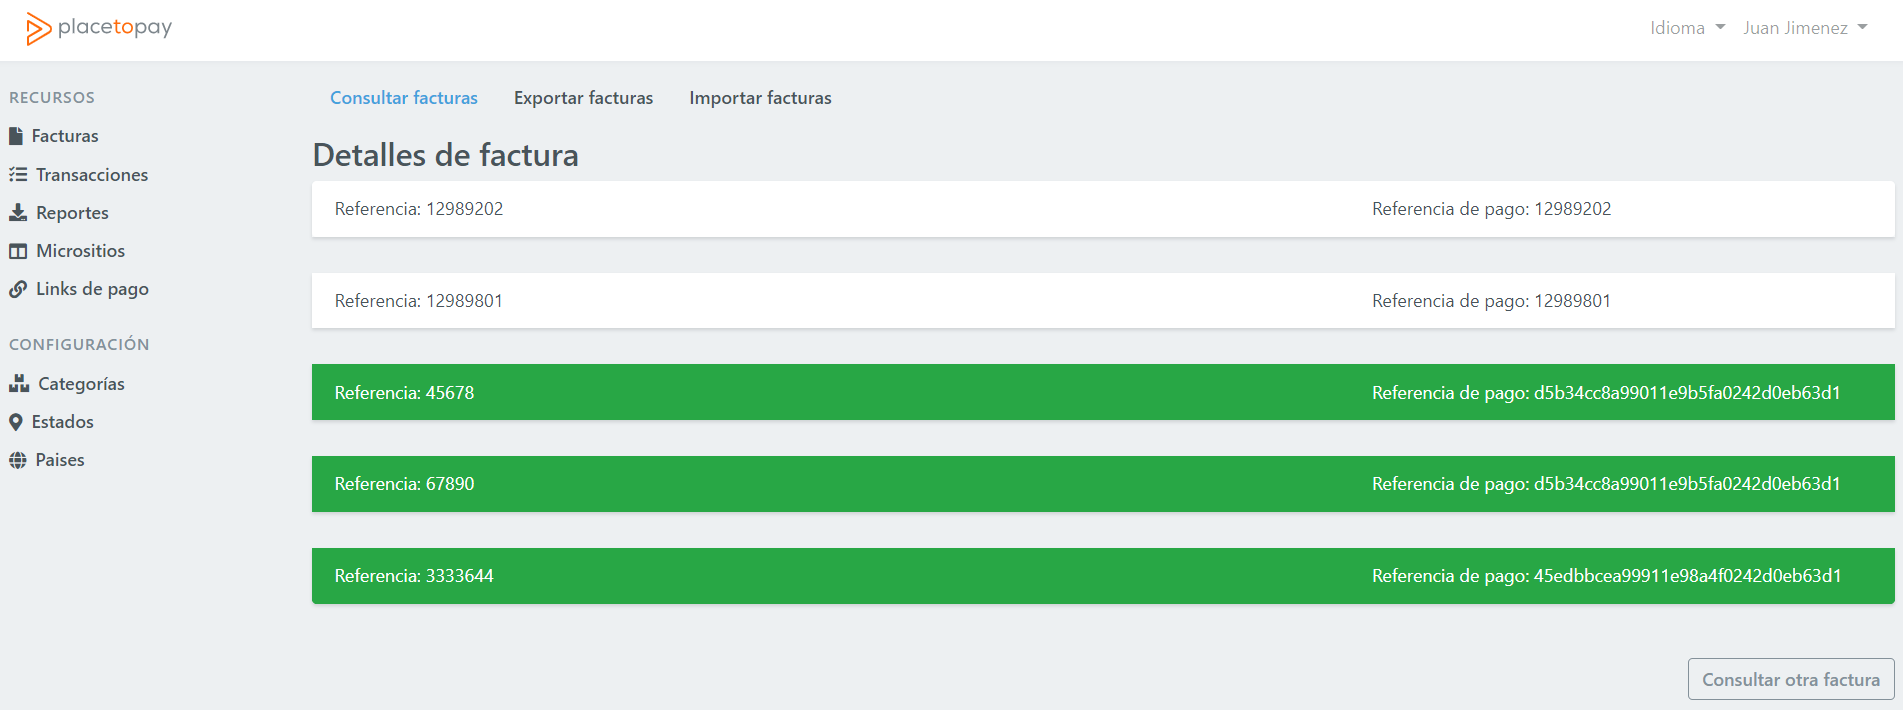 placetopay
Idioma
Juan Jimenez
RECURSOS
Facturas
Transacciones
Reportes
Micrositios
Links de pago
CONFIGURACIÓN
Categorías
Estados
Paises
Consultar facturas
Exportar facturas
Importar facturas
Detalles de factura
Referencia: 12989202
Referencia de pago: 12989202
Referencia: 12989801
Referencia de pago: 12989801
Referencia: 45678
Referencia de pago: d5b34cc8a99011e9b5fa0242d0eb63d1
Referencia: 67890
Referencia de pago: d5b34cc8a99011e9b5fa0242d0eb63d1
Referencia: 3333644
Referencia de pago: 45edbbcea99911e98a4f0242d0eb63d1
Consultar otra factura